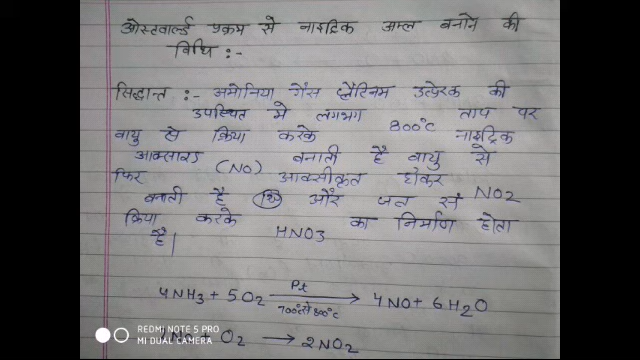 ओस्टवार्ल्ड प्रक्रम से नाइट्रिक अम्ल बनाने की
विधि :-
सिद्धान्त :- अमोनिया गैस प्लैटिनम उत्प्रेरक की
उपस्थित मे लगभग 800°c ताप पर
वायु से क्रिया करके नाइट्रिक
आक्साइड (NO) बनाती है वायु से
फिर आक्सीकृत होकर NO2
बनाती है और जल से
क्रिया करके HNO3 का निर्माण होता
है|
4NH3 + 5O2 Pt 700°से 800°c → 4NO + 6H2O
O2 → 2NO2
REDMI NOTE 5 PRO
MI DUAL CAMERA